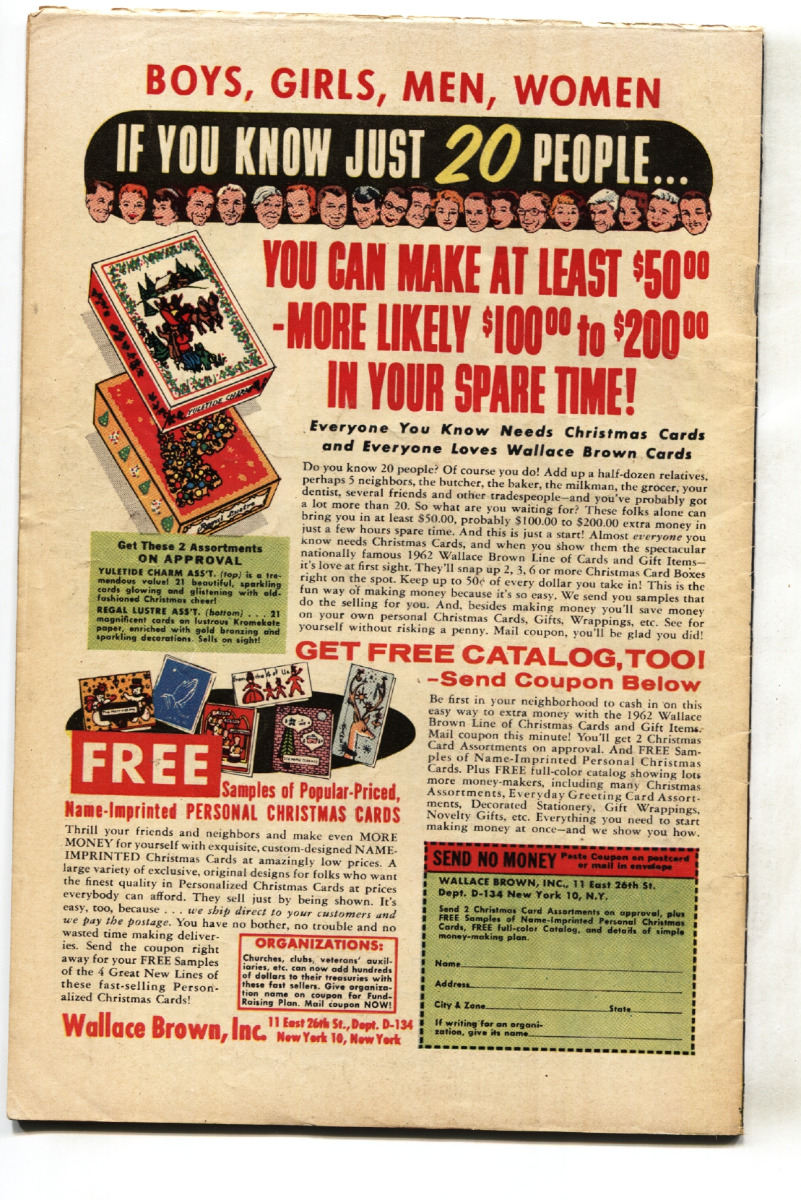 BOYS, GIRLS, MEN, WOMEN
IF YOU KNOW JUST 20 PEOPLE...
YOU CAN MAKE AT LEAST $50.00
-MORE LIKELY $100.00 to $200.00
IN YOUR SPARE TIME!
Everyone You Know Needs Christmas Cards
and Everyone Loves Wallace Brown Cards
Do you know 20 people? Of course you do! Add up a half-dozen relatives,
perhaps 5 neighbors, the butcher, the baker, the milkman, the grocer, your
dentist, several friends and other tradespeople—and you've probably got
a lot more than 20. So what are you waiting for? These folks alone can
bring you in at least $50.00, probably $100.00 to $200.00 extra money in
just a few hours spare time. And this is just a start! Almost everyone you
know needs Christmas Cards, and when you show them the spectacular
nationally famous 1962 Wallace Brown Line of Cards and Gift Items—
it's love at first sight. They'll snap up 2, 3, 6 or more Christmas Card Boxes
right on the spot. Keep up to 50¢ of every dollar you take in! This is the
fun way of making money because it's so easy. We send you samples that
do the selling for you. And, besides making money you'll save money
on your own personal Christmas Cards, Gifts, Wrappings, etc. See for
yourself without risking a penny. Mail coupon, you'll be glad you did!
YULETIDE CHARM
Regal Lustre
Get These 2 Assortments
ON APPROVAL
YULETIDE CHARM ASS'T. (top) is a tre-
mendous value! 21 beautiful, sparkling
cards glowing and glistening with old-
fashioned Christmas cheer!
REGAL LUSTRE ASS'T. (bottom) . . . 21
magnificent cards on lustrous Kromekote
paper, enriched with gold bronzing and
sparkling decorations. Sells on sight!
GET FREE CATALOG, TOO!
-Send Coupon Below
Be first in your neighborhood to cash in on this
easy way to extra money with the 1962 Wallace
Brown Line of Christmas Cards and Gift Items.
Mail coupon this minute! You'll get 2 Christmas
Card Assortments on approval. And FREE Sam-
ples of Name-Imprinted Personal Christmas
Cards. Plus FREE full-color catalog showing lots
more money-makers, including many Christmas
Assortments, Everyday Greeting Card Assort-
ments, Decorated Stationery, Gift Wrappings,
Novelty Gifts, etc. Everything you need to start
making money at once—and we show you how.
from the 4 of Us
FREE
Samples of Popular-Priced,
Name-Imprinted PERSONAL CHRISTMAS CARDS
Thrill your friends and neighbors and make even MORE
MONEY for yourself with exquisite, custom-designed NAME-
IMPRINTED Christmas Cards at amazingly low prices. A
large variety of exclusive, original designs for folks who want
the finest quality in Personalized Christmas Cards at prices
everybody can afford. They sell just by being shown. It's
easy, too, because . . . we ship direct to your customers and
we pay the postage. You have no bother, no trouble and no
wasted time making deliver-
ies. Send the coupon right
away for your FREE Samples
of the 4 Great New Lines of
these fast-selling Person-
alized Christmas Cards!
ORGANIZATIONS:
Churches, clubs, veterans' auxil-
iaries, etc. can now add hundreds
of dollars to their treasuries with
these fast sellers. Give organiza-
tion name on coupon for Fund-
Raising Plan. Mail coupon NOW!
Wallace Brown, Inc. 11 East 26th St., Dept. D-134
New York 10, New York
SEND NO MONEY Paste Coupon on postcard
or mail in envelope
WALLACE BROWN, INC., 11 East 26th St.
Dept. D-134 New York 10, N.Y.
Send 2 Christmas Card Assortments on approval, plus
FREE Samples of Name-Imprinted Personal Christmas
Cards, FREE full-color Catalog, and details of simple
money-making plan.
Name
Address
City & Zone State
If writing for an organi-
zation, give its name